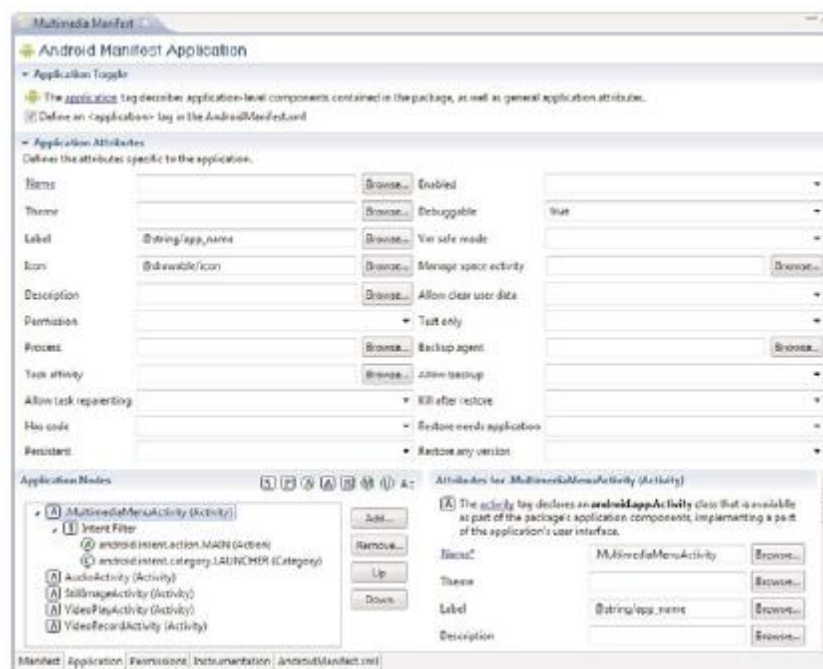 Multimedia Manifest
Android Manifest Application
Application Toggle
The application tag describes application-level components contained in the package, as well as general application attributes.
Define an <application> tag in the AndroidManifest.xml
Application Attributes
Defines the attributes specific to the application.
Name Browse... Enabled
Theme Browse... Debuggable true
Label @string/app_name Browse... Vm safe mode
Icon @drawable/icon Browse... Manage space activity Browse...
Description Browse... Allow clear user data
Permission Test only
Process Browse... Backup agent Browse...
Task affinity Browse... Allow backup
Allow task reparenting Kill after restore
Has code Restore needs application
Persistent Restore any version
Application Nodes
.MultimediaMenuActivity (Activity)
Intent Filter
android.intent.action.MAIN (Action)
android.intent.category.LAUNCHER (Category)
AudioActivity (Activity)
StillImageActivity (Activity)
VideoPlayActivity (Activity)
VideoRecordActivity (Activity)
Add...
Remove...
Up
Down
Attributes for .MultimediaMenuActivity (Activity)
The activity tag declares an android.app.Activity class that is available
as part of the package's application components, implementing a part
of the application's user interface.
Name* .MultimediaMenuActivity Browse...
Theme Browse...
Label @string/app_name Browse...
Description Browse...
Manifest Application Permissions Instrumentation AndroidManifest.xml